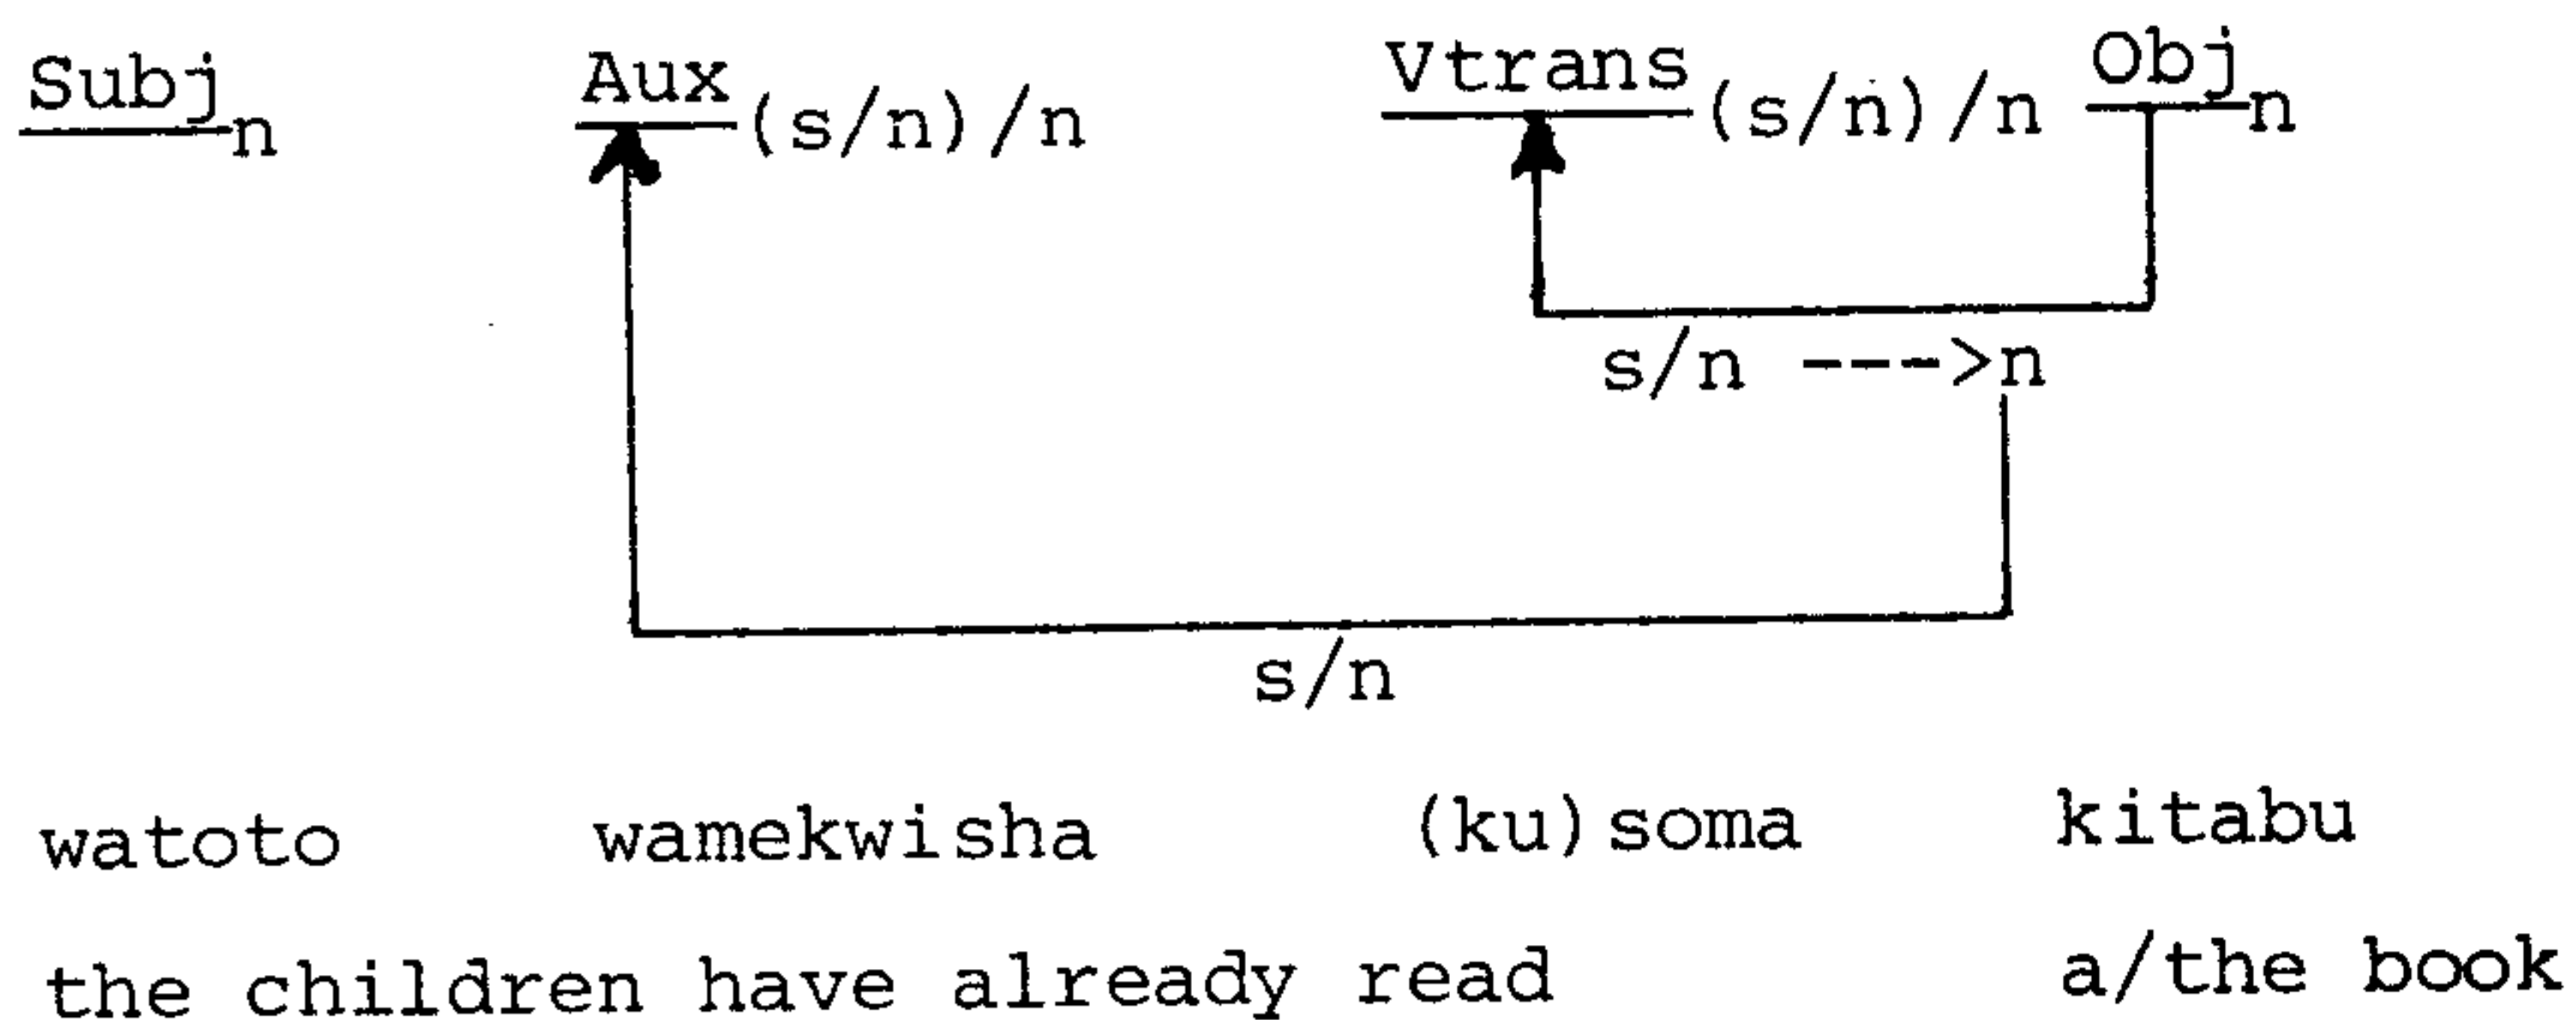 Subj n Aux (s/n)/n Vtrans (s/n)/n Obj n
s/n --->n
s/n
watoto wamekwisha (ku)soma kitabu
the children have already read a/the book